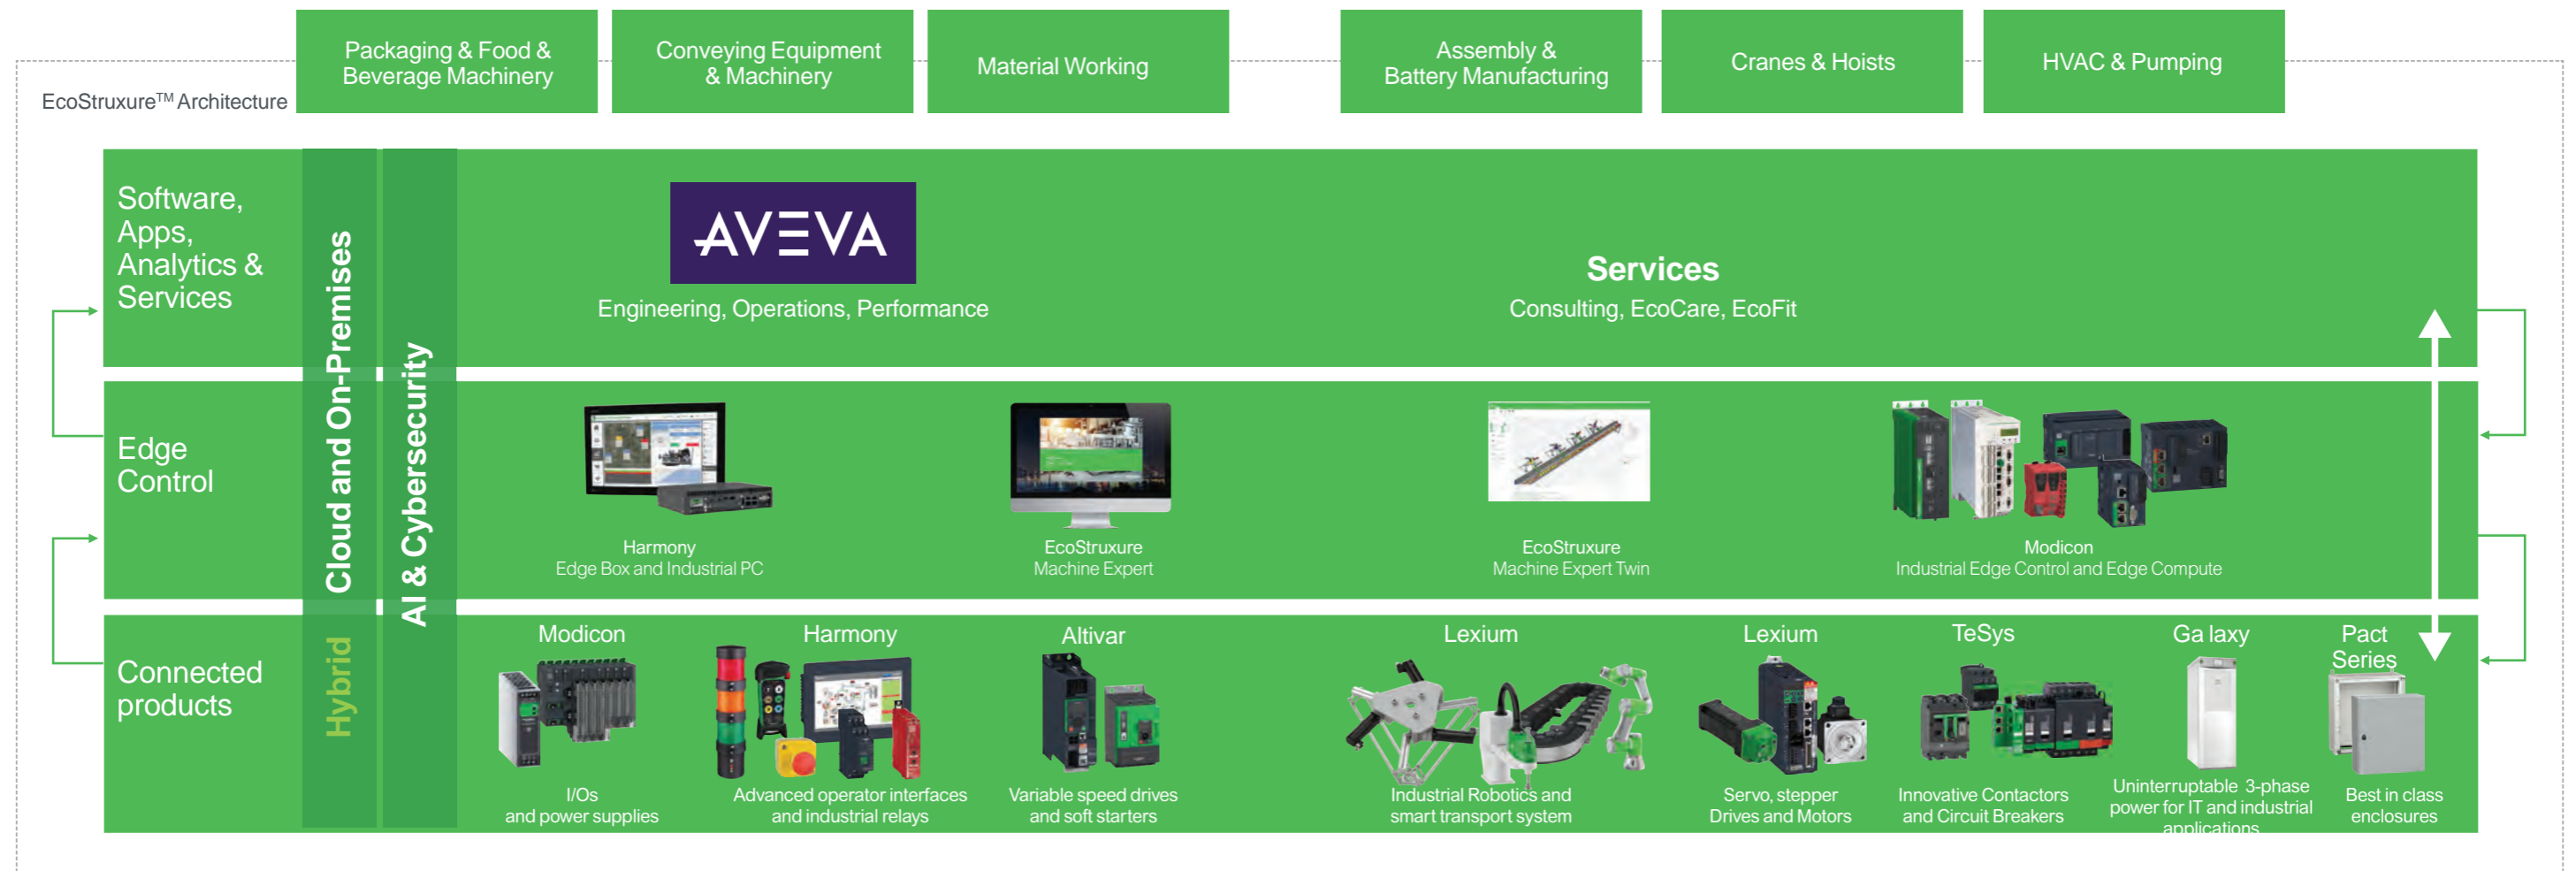 Packaging & Food &
Beverage Machinery
Conveying Equipment
& Machinery
Material Working
Assembly &
Battery Manufacturing
Cranes & Hoists
HVAC & Pumping
EcoStruxure™ Architecture
Software,
Apps,
Analytics &
Services
Hybrid Cloud and On-Premises
AI & Cybersecurity
AVEVA
Engineering, Operations, Performance
Services
Consulting, EcoCare, EcoFit
Edge
Control
Harmony
Edge Box and Industrial PC
EcoStruxure
Machine Expert
EcoStruxure
Machine Expert Twin
Modicon
Industrial Edge Control and Edge Compute
Connected
products
Modicon
I/Os
and power supplies
Harmony
Advanced operator interfaces
and industrial relays
Altivar
Variable speed drives
and soft starters
Lexium
Industrial Robotics and
smart transport system
Lexium
Servo, stepper
Drives and Motors
TeSys
Innovative Contactors
and Circuit Breakers
Ga laxy
Uninterruptable 3-phase
power for IT and industrial
applications
Pact
Series
Best in class
enclosures